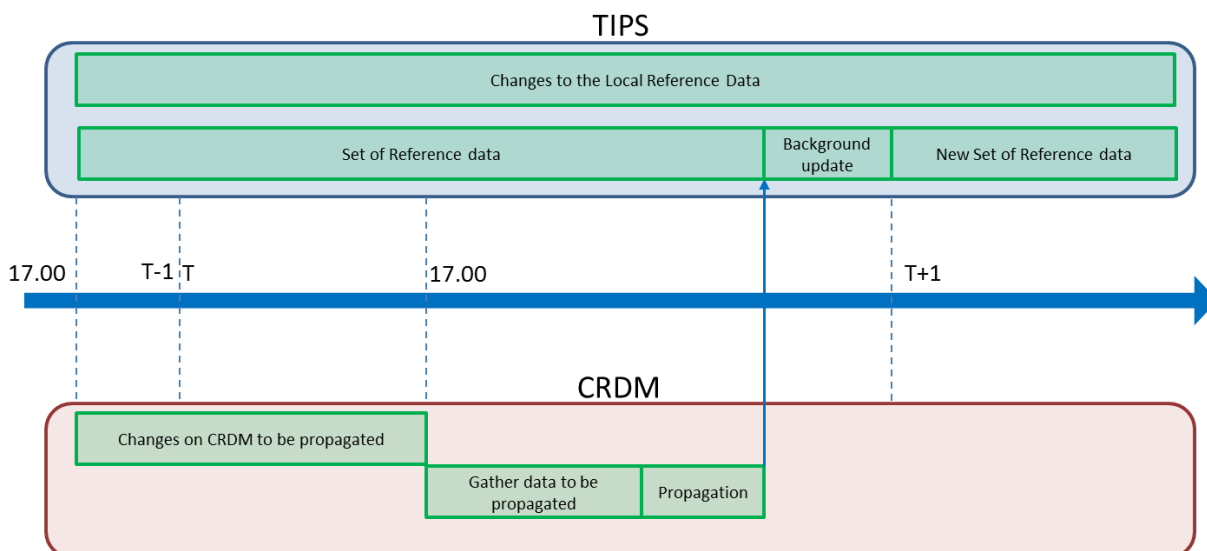 TIPS
Changes to the Local Reference Data
Set of Reference data
Background
update
New Set of Reference data
17.00
T-1
T
17.00
T+1
CRDM
Changes on CRDM to be propagated
Gather data to be
propagated
Propagation